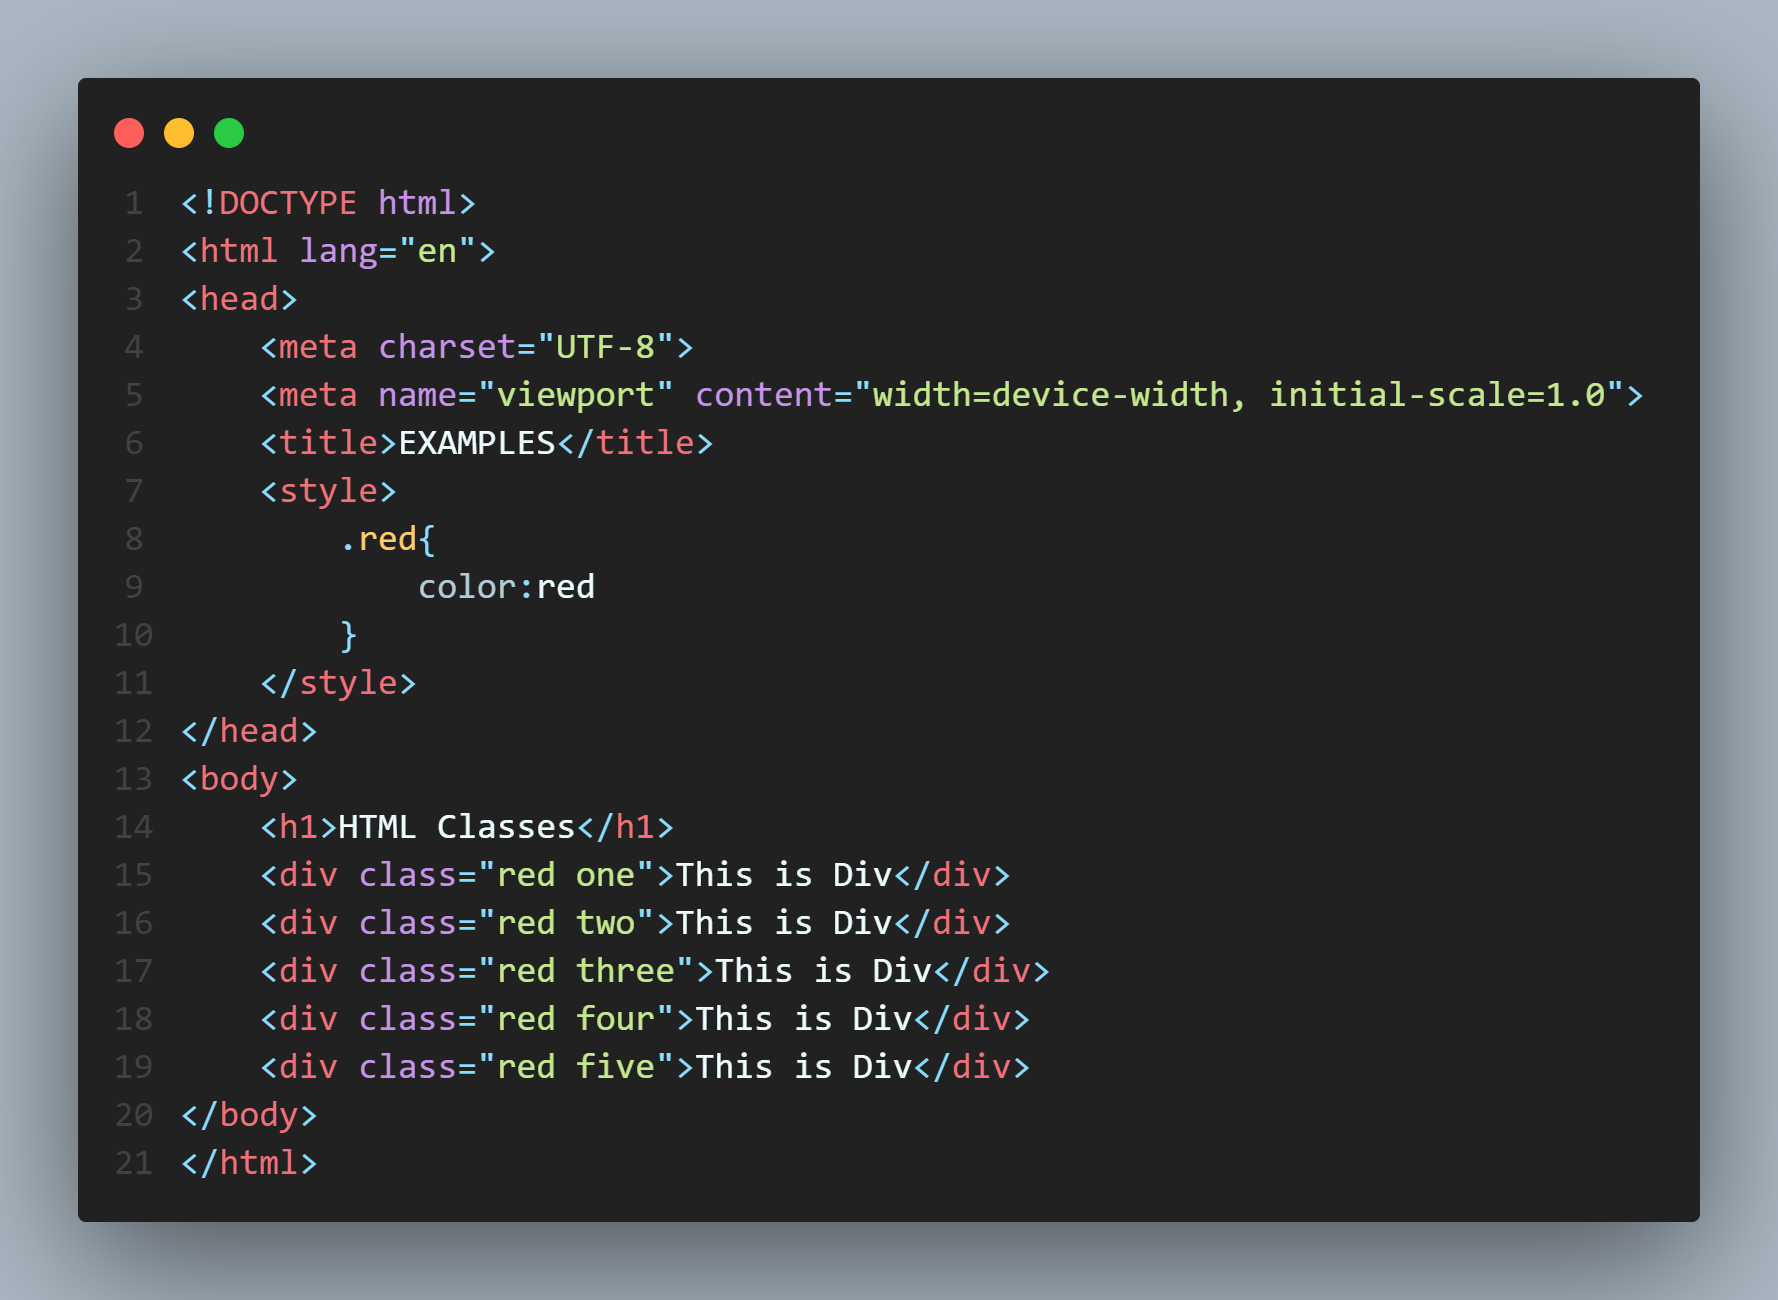 1 <!DOCTYPE html>
2 <html lang="en">
3 <head>
4     <meta charset="UTF-8">
5     <meta name="viewport" content="width=device-width, initial-scale=1.0">
6     <title>EXAMPLES</title>
7     <style>
8         .red{
9             color:red
10         }
11     </style>
12 </head>
13 <body>
14     <h1>HTML Classes</h1>
15     <div class="red one">This is Div</div>
16     <div class="red two">This is Div</div>
17     <div class="red three">This is Div</div>
18     <div class="red four">This is Div</div>
19     <div class="red five">This is Div</div>
20 </body>
21 </html>